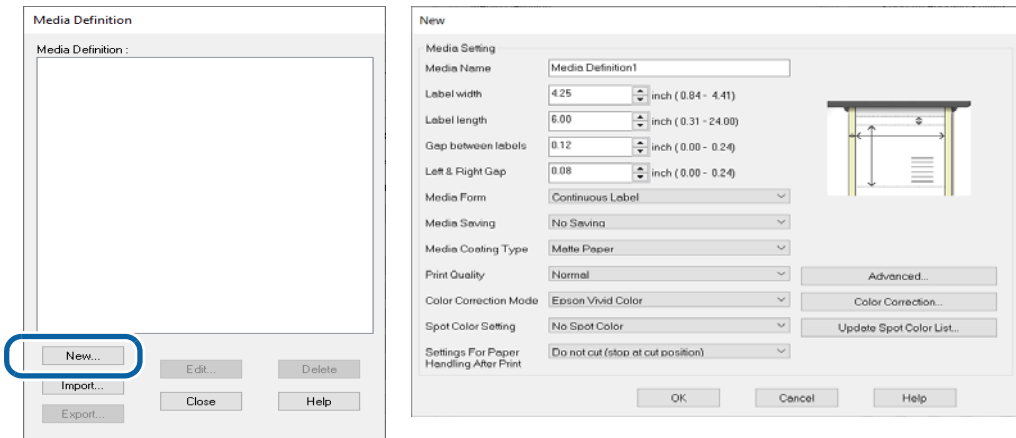 Media Definition
Media Definition :
New...
Edit...
Delete
Import...
Close
Help
Export...
New
Media Setting
Media Name Media Definition1
Label width 4.25 inch ( 0.84 - 4.41)
Label length 6.00 inch ( 0.31 - 24.00)
Gap between labels 0.12 inch ( 0.00 - 0.24)
Left & Right Gap 0.08 inch ( 0.00 - 0.24)
Media Form Continuous Label
Media Saving No Saving
Media Coating Type Matte Paper
Print Quality Normal Advanced...
Color Correction Mode Epson Vivid Color Color Correction...
Spot Color Setting No Spot Color Update Spot Color List...
Settings For Paper Do not cut (stop at cut position)
Handling After Print
OK Cancel Help